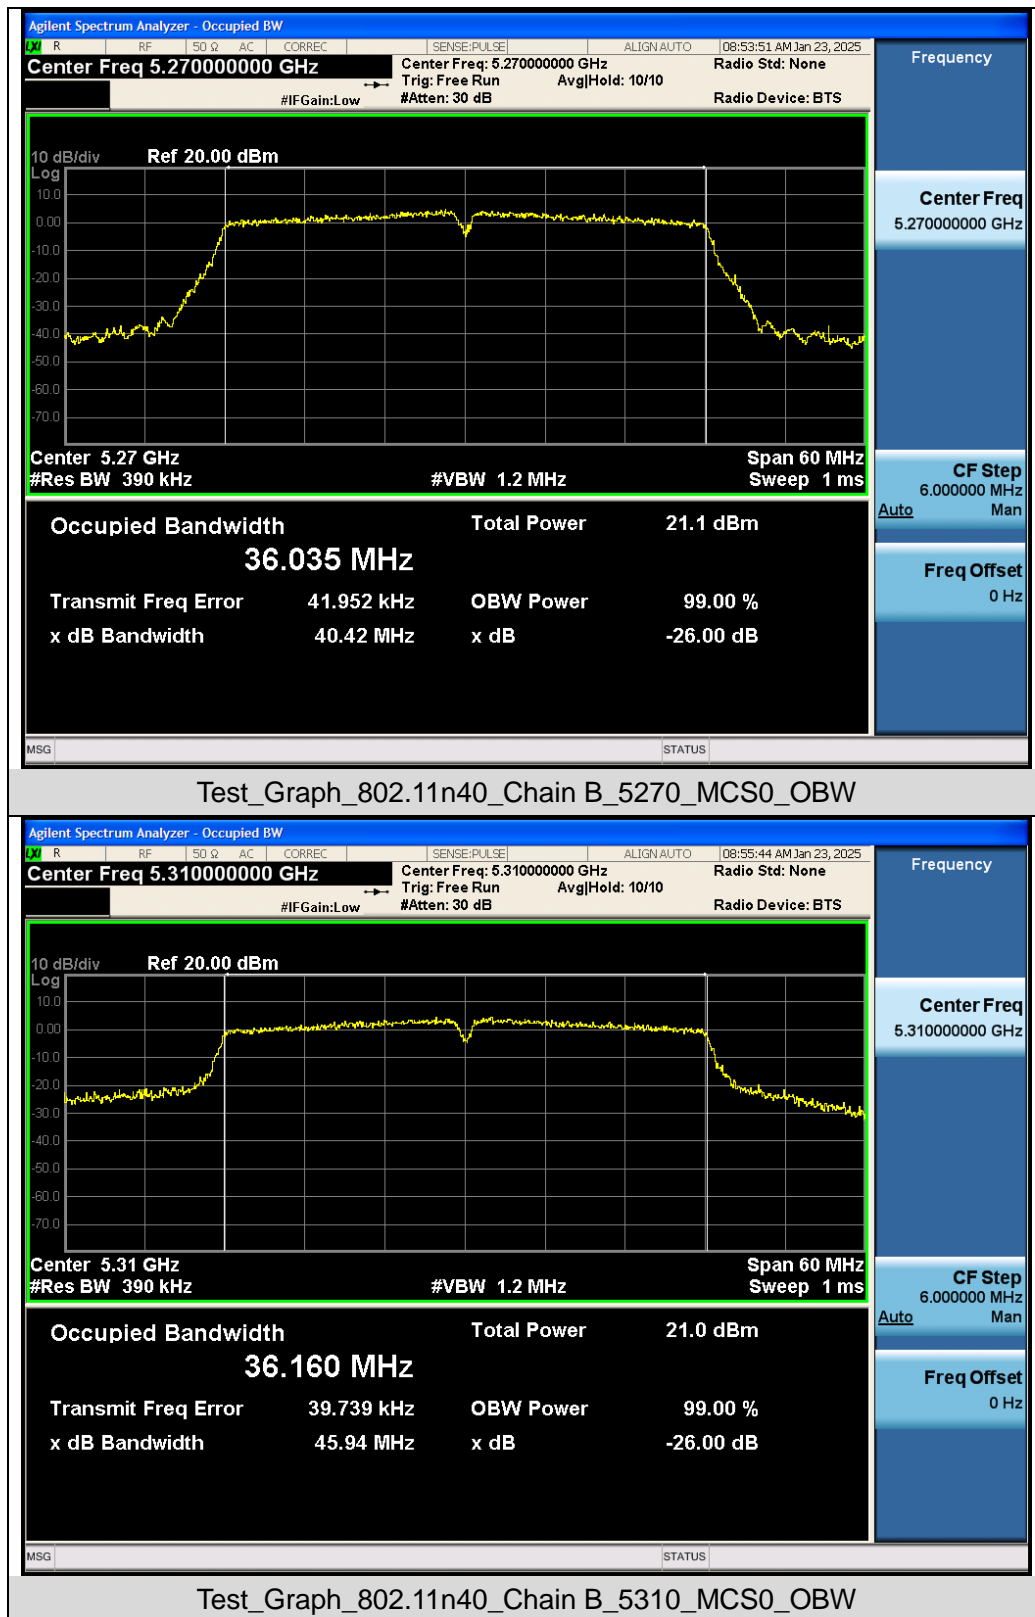 Agilent Spectrum Analyzer - Occupied BW
LXI R RF 50 Ω AC CORREC SENSE:PULSE ALIGN AUTO 08:53:51 AM Jan 23, 2025
Center Freq 5.270000000 GHz
Center Freq: 5.270000000 GHz
Radio Std: None
Trig: Free Run Avg|Hold: 10/10
#IFGain:Low
#Atten: 30 dB
Radio Device: BTS
Frequency
10 dB/div Ref 20.00 dBm
Log
10.0
0.00
-10.0
-20.0
-30.0
-40.0
-50.0
-60.0
-70.0
Center 5.27 GHz Span 60 MHz
#Res BW 390 kHz #VBW 1.2 MHz Sweep 1 ms
Center Freq
5.270000000 GHz
CF Step
6.000000 MHz
Auto Man
Freq Offset
0 Hz
Occupied Bandwidth Total Power 21.1 dBm
36.035 MHz
Transmit Freq Error 41.952 kHz OBW Power 99.00 %
x dB Bandwidth 40.42 MHz x dB -26.00 dB
MSG STATUS
Test_Graph_802.11n40_Chain B_5270_MCS0_OBW
Agilent Spectrum Analyzer - Occupied BW
LXI R RF 50 Ω AC CORREC SENSE:PULSE ALIGN AUTO 08:55:44 AM Jan 23, 2025
Center Freq 5.310000000 GHz
Center Freq: 5.310000000 GHz
Radio Std: None
Trig: Free Run Avg|Hold: 10/10
#IFGain:Low
#Atten: 30 dB
Radio Device: BTS
Frequency
10 dB/div Ref 20.00 dBm
Log
10.0
0.00
-10.0
-20.0
-30.0
-40.0
-50.0
-60.0
-70.0
Center 5.31 GHz Span 60 MHz
#Res BW 390 kHz #VBW 1.2 MHz Sweep 1 ms
Center Freq
5.310000000 GHz
CF Step
6.000000 MHz
Auto Man
Freq Offset
0 Hz
Occupied Bandwidth Total Power 21.0 dBm
36.160 MHz
Transmit Freq Error 39.739 kHz OBW Power 99.00 %
x dB Bandwidth 45.94 MHz x dB -26.00 dB
MSG STATUS
Test_Graph_802.11n40_Chain B_5310_MCS0_OBW